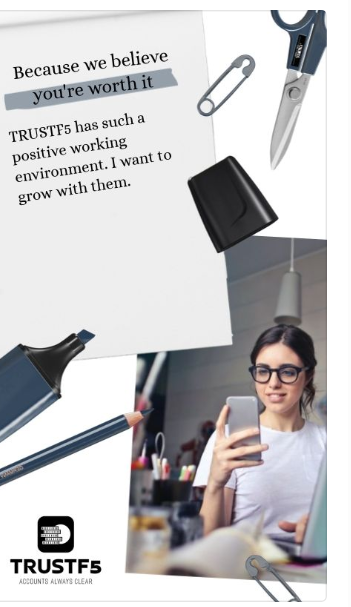 Because we believe
you're worth it
TRUSTF5 has such a
positive working
environment. I want to
grow with them.
TRUSTF5
ACCOUNTS ALWAYS CLEAR